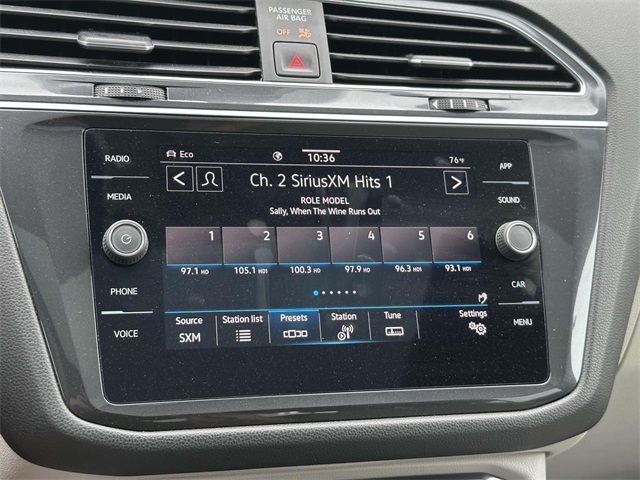 PASSENGER
AIR BAG
OFF
RADIO
MEDIA
PHONE
VOICE
Eco
10:36
76°F
Ch. 2 SiriusXM Hits 1
ROLE MODEL
Sally, When The Wine Runs Out
1 2 3 4 5 6
97.1 HD 105.1 HD1 100.3 HD1 97.9 HD1 96.3 HD1 93.1 HD1
Source Station list Presets Station Tune Settings
SXM
APP
SOUND
CAR
MENU